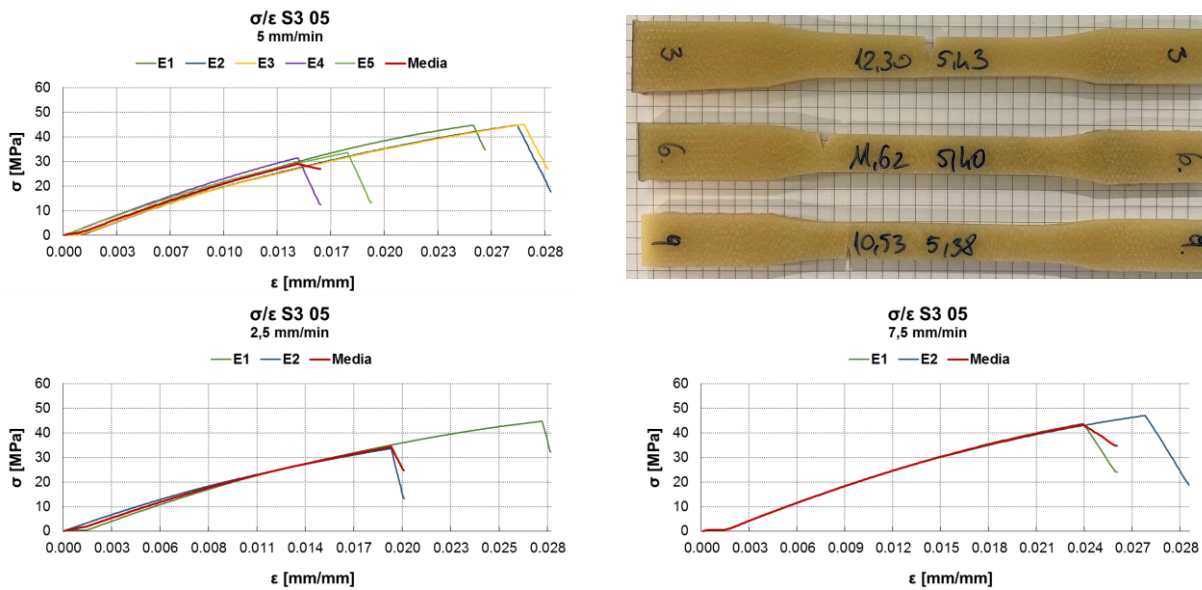 σ/ε S3 05
5 mm/min
E1 E2 E3 E4 E5 Media
60
50
40
30
20
10
0
σ [MPa]
0.000 0.003 0.007 0.010 0.013 0.017 0.020 0.023 0.028
ε [mm/mm]
3 12,30 5,43 3
6. 11,62 5,40 6.
9 10,53 5,38 9.
σ/ε S3 05
2,5 mm/min
E1 E2 Media
60
50
40
30
20
10
0
σ [MPa]
0.000 0.003 0.006 0.008 0.011 0.014 0.017 0.020 0.023 0.026 0.028
ε [mm/mm]
σ/ε S3 05
7,5 mm/min
E1 E2 Media
60
50
40
30
20
10
0
σ [MPa]
0.000 0.003 0.006 0.009 0.012 0.015 0.018 0.021 0.024 0.027 0.028
ε [mm/mm]